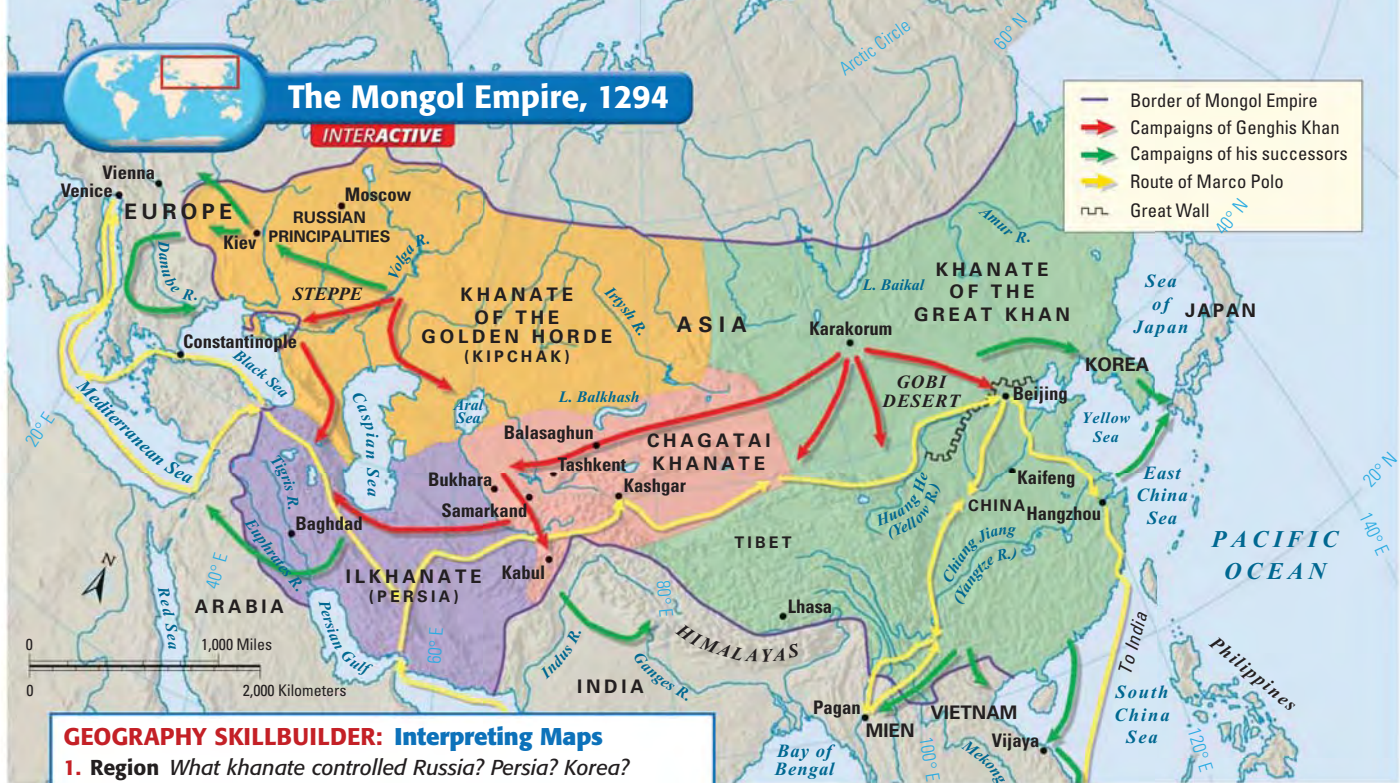 The Mongol Empire, 1294
INTERACTIVE
Border of Mongol Empire
Campaigns of Genghis Khan
Campaigns of his successors
Route of Marco Polo
Great Wall
Arctic Circle
60° N
40° N
20° N
140° E
120° E
100° E
80° E
60° E
40° E
20° E
Vienna
Venice
EUROPE
Moscow
RUSSIAN
PRINCIPALITIES
Kiev
Danube R.
Volga R.
STEPPE
Constantinople
Black Sea
Mediterranean Sea
KHANATE
OF THE
GOLDEN HORDE
(KIPCHAK)
Irtysh R.
ASIA
Caspian Sea
Aral
Sea
L. Balkhash
Balasaghun
Tashkent
Bukhara
Samarkand
Kashgar
CHAGATAI
KHANATE
Kabul
Tigris R.
Baghdad
Euphrates R.
ILKHANATE
(PERSIA)
ARABIA
Red Sea
Persian Gulf
N
0
1,000 Miles
0
2,000 Kilometers
Amur R.
KHANATE
OF THE
GREAT KHAN
L. Baikal
Karakorum
GOBI
DESERT
Beijing
KOREA
Sea
of
Japan
JAPAN
Yellow
Sea
Kaifeng
CHINA
Hangzhou
East
China
Sea
Huang He
(Yellow R.)
Chiang Jiang
(Yangtze R.)
TIBET
Lhasa
HIMALAYAS
Indus R.
Ganges R.
INDIA
Pagan
MIEN
VIETNAM
Vijaya
Mekong
Bay of
Bengal
To India
South
China
Sea
Philippines
PACIFIC
OCEAN
GEOGRAPHY SKILLBUILDER: Interpreting Maps
1. Region What khanate controlled Russia? Persia? Korea?